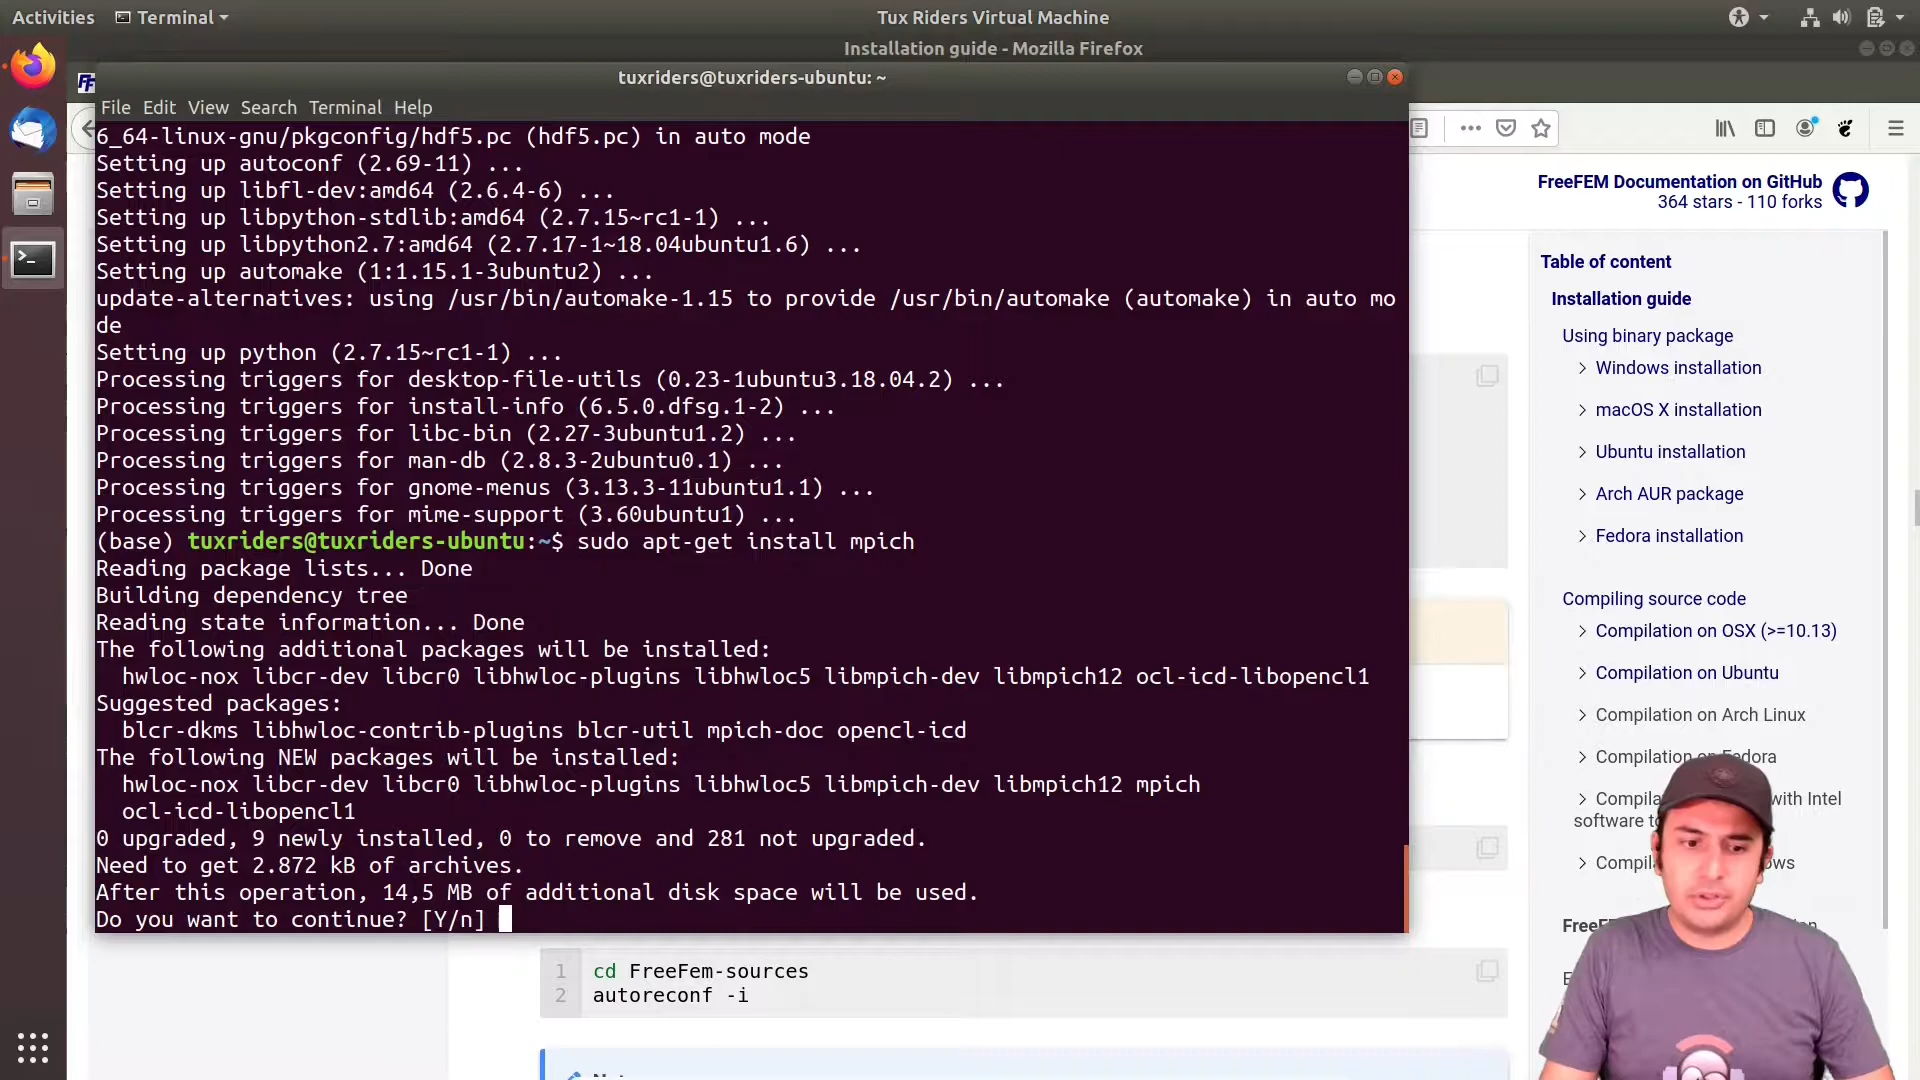 Activities Terminal Tux Riders Virtual Machine
Installation guide - Mozilla Firefox
tuxriders@tuxriders-ubuntu: ~
File Edit View Search Terminal Help
6_64-linux-gnu/pkgconfig/hdf5.pc (hdf5.pc) in auto mode
Setting up autoconf (2.69-11) ...
Setting up libfl-dev:amd64 (2.6.4-6) ...
Setting up libpython-stdlib:amd64 (2.7.15~rc1-1) ...
Setting up libpython2.7:amd64 (2.7.17-1~18.04ubuntu1.6) ...
Setting up automake (1:1.15.1-3ubuntu2) ...
update-alternatives: using /usr/bin/automake-1.15 to provide /usr/bin/automake (automake) in auto mo
de
Setting up python (2.7.15~rc1-1) ...
Processing triggers for desktop-file-utils (0.23-1ubuntu3.18.04.2) ...
Processing triggers for install-info (6.5.0.dfsg.1-2) ...
Processing triggers for libc-bin (2.27-3ubuntu1.2) ...
Processing triggers for man-db (2.8.3-2ubuntu0.1) ...
Processing triggers for gnome-menus (3.13.3-11ubuntu1.1) ...
Processing triggers for mime-support (3.60ubuntu1) ...
(base) tuxriders@tuxriders-ubuntu:~$ sudo apt-get install mpich
Reading package lists... Done
Building dependency tree
Reading state information... Done
The following additional packages will be installed:
hwloc-nox libcr-dev libcr0 libhwloc-plugins libhwloc5 libmpich-dev libmpich12 ocl-icd-libopencl1
Suggested packages:
blcr-dkms libhwloc-contrib-plugins blcr-util mpich-doc opencl-icd
The following NEW packages will be installed:
hwloc-nox libcr-dev libcr0 libhwloc-plugins libhwloc5 libmpich-dev libmpich12 mpich
ocl-icd-libopencl1
0 upgraded, 9 newly installed, 0 to remove and 281 not upgraded.
Need to get 2.872 kB of archives.
After this operation, 14,5 MB of additional disk space will be used.
Do you want to continue? [Y/n]
1 cd FreeFem-sources
2 autoreconf -i
FreeFEM Documentation on GitHub
364 stars - 110 forks
Table of content
Installation guide
Using binary package
Windows installation
macOS X installation
Ubuntu installation
Arch AUR package
Fedora installation
Compiling source code
Compilation on OSX (>=10.13)
Compilation on Ubuntu
Compilation on Arch Linux
Compilation on Fedora
with Intel